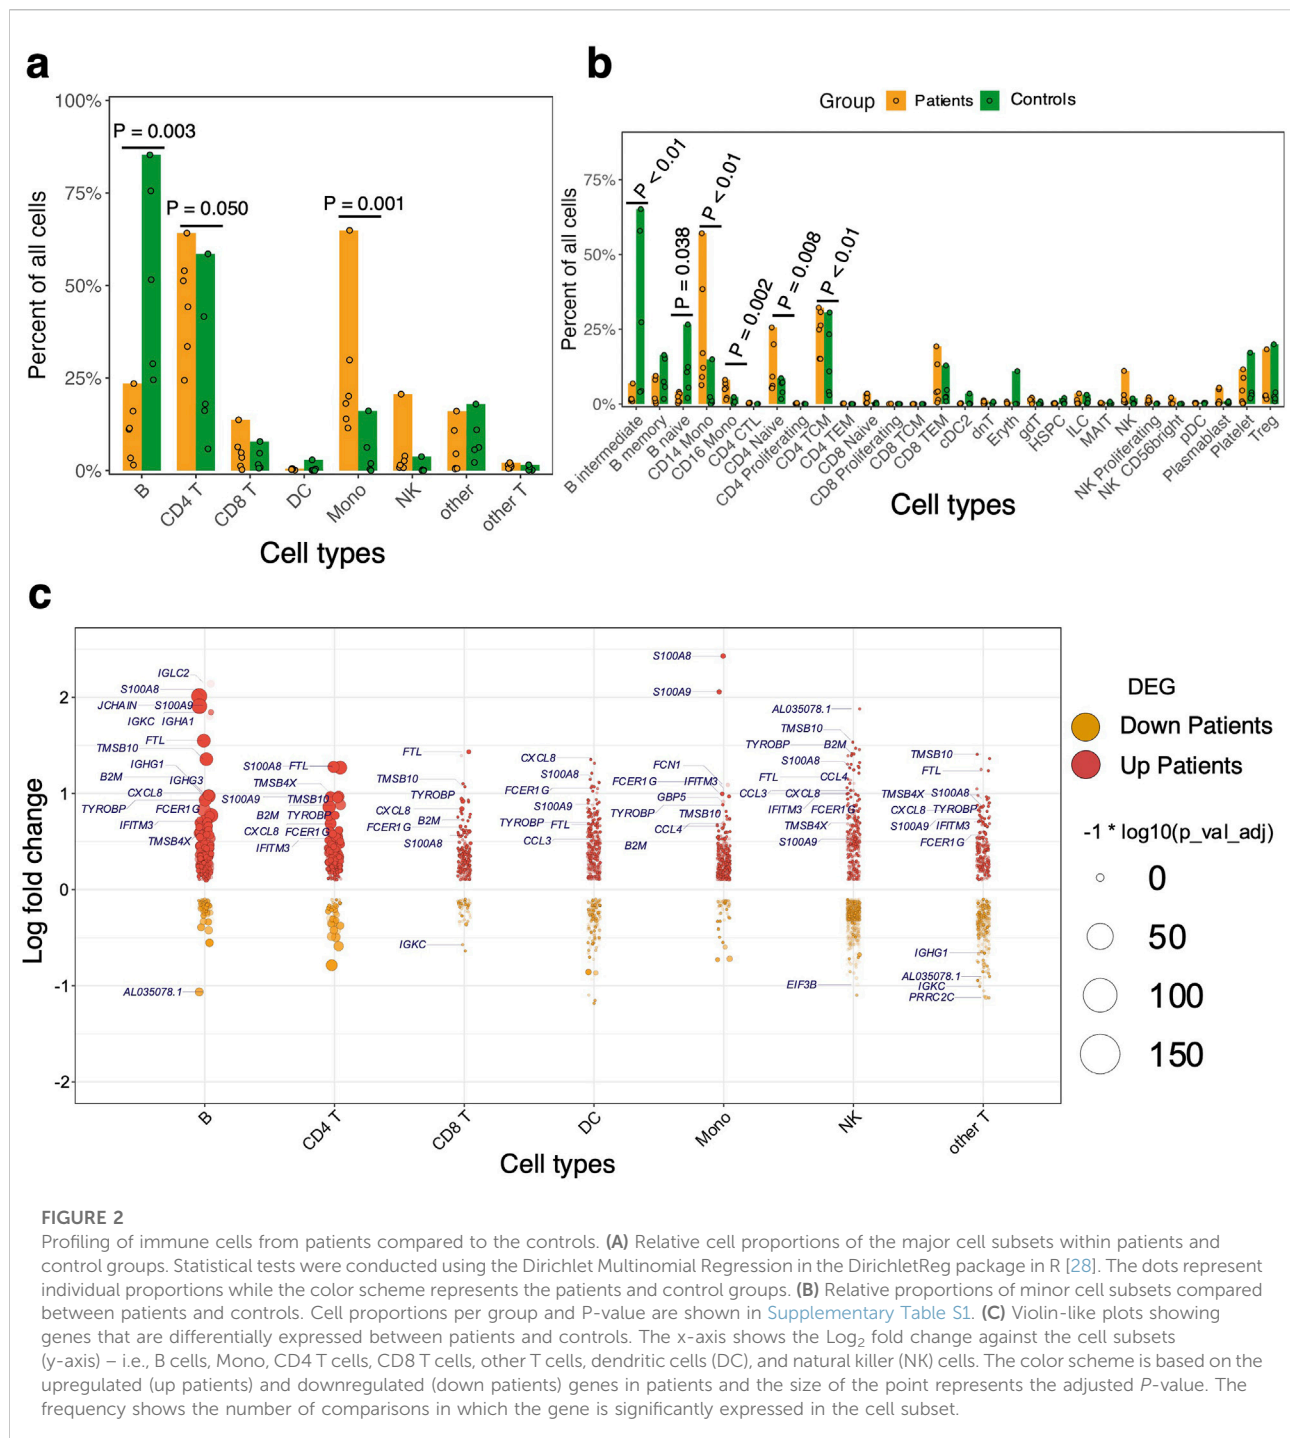 a
100%
75%
50%
25%
0%
Percent of all cells
P = 0.003
P = 0.050
P = 0.001
B
CD4 T
CD8 T
DC
Mono
NK
other
other T
Cell types
b
Group Patients Controls
75%
50%
25%
0%
Percent of all cells
P < 0.01
P = 0.038
P < 0.01
P = 0.002
P = 0.008
P < 0.01
B intermediate
B memory
B naive
CD14 Mono
CD16 Mono
CD4 CTL
CD4 Naive
CD4 Proliferating
CD4 TCM
CD4 TEM
CD8 Naive
CD8 Proliferating
CD8 TCM
CD8 TEM
cDC2
dnT
Eryth
gdT
HSPC
ILC
MAIT
NK
NK Proliferating
NK CD56bright
pDC
Plasmablast
Platelet
Treg
Cell types
c
Log fold change
2
1
0
-1
-2
IGLC2
S100A8
JCHAIN S100A9
IGKC IGHA1
FTL
TMSB10
IGHG1
B2M IGHG3
CXCL8
TYROBP FCER1G
IFITM3
TMSB4X
AL035078.1
S100A8 FTL
TMSB4X
S100A9 TMSB10
B2M TYROBP
CXCL8 FCER1G
IFITM3
FTL
TMSB10
TYROBP
CXCL8
B2M
FCER1G
S100A8
IGKC
CXCL8
S100A8
FCER1G
S100A9
TYROBP FTL
CCL3
S100A8
S100A9
FCN1
FCER1G IFITM3
GBP5
TYROBP TMSB10
CCL4
B2M
AL035078.1
TMSB10
TYROBP B2M
S100A8
FTL CCL4
CCL3 CXCL8
IFITM3 FCER1G
TMSB4X
S100A9
EIF3B
TMSB10
FTL
TMSB4X S100A8
CXCL8 TYROBP
S100A9 IFITM3
FCER1G
IGHG1
AL035078.1
IGKC
PRRC2C
B
CD4 T
CD8 T
DC
Mono
NK
other T
Cell types
DEG
Down Patients
Up Patients
-1 * log10(p_val_adj)
0
50
100
150
FIGURE 2
Profiling of immune cells from patients compared to the controls. (A) Relative cell proportions of the major cell subsets within patients and
control groups. Statistical tests were conducted using the Dirichlet Multinomial Regression in the DirichletReg package in R [28]. The dots represent
individual proportions while the color scheme represents the patients and control groups. (B) Relative proportions of minor cell subsets compared
between patients and controls. Cell proportions per group and P-value are shown in Supplementary Table S1. (C) Violin-like plots showing
genes that are differentially expressed between patients and controls. The x-axis shows the Log2 fold change against the cell subsets
(y-axis) – i.e., B cells, Mono, CD4 T cells, CD8 T cells, other T cells, dendritic cells (DC), and natural killer (NK) cells. The color scheme is based on the
upregulated (up patients) and downregulated (down patients) genes in patients and the size of the point represents the adjusted P-value. The
frequency shows the number of comparisons in which the gene is significantly expressed in the cell subset.